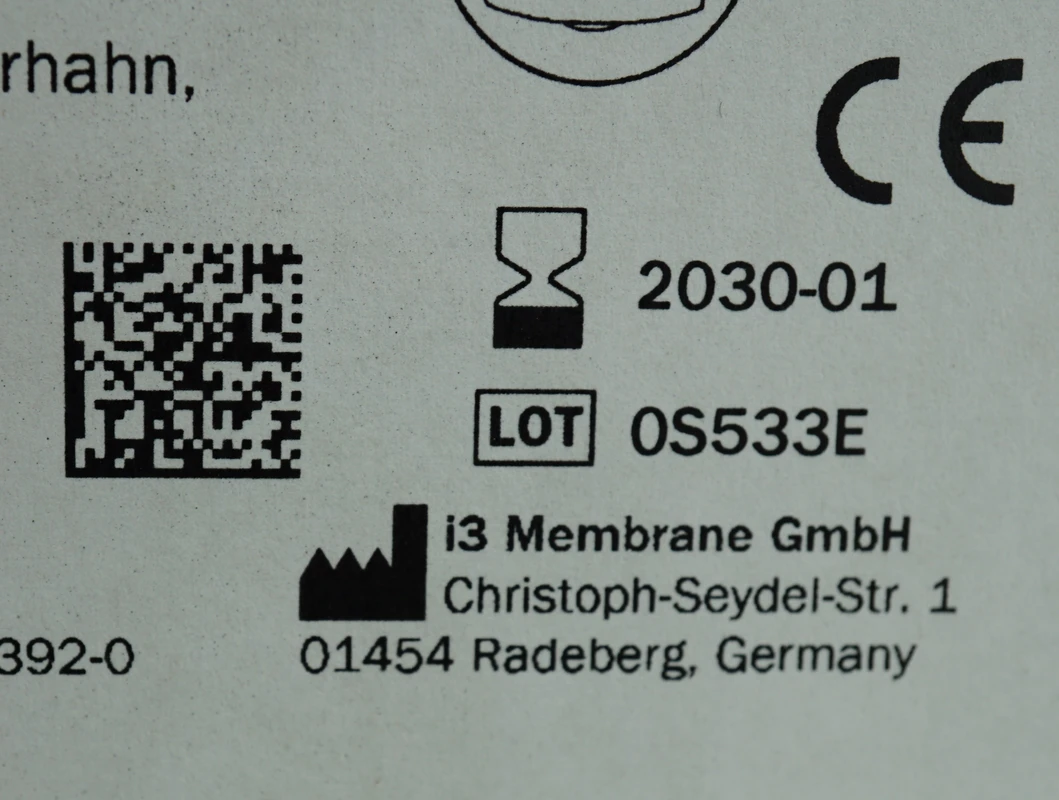 rhahn,
CE
2030-01
LOT 0S533E
i3 Membrane GmbH
Christoph-Seydel-Str. 1
392-0
01454 Radeberg, Germany